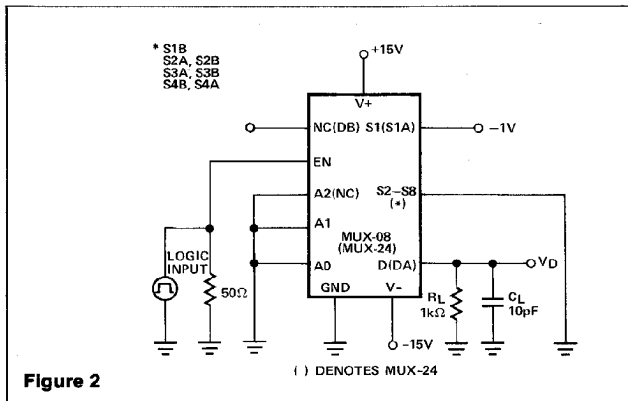 * S1B
S2A, S2B
S3A, S3B
S4B, S4A
+15V
V+
NC(DB) S1(S1A) −1V
EN
A2(NC) S2–S8
(*)
A1
MUX-08
(MUX-24)
LOGIC
INPUT
A0 D(DA) VD
50Ω
GND V−
RL
1kΩ
CL
10pF
−15V
( ) DENOTES MUX-24
Figure 2